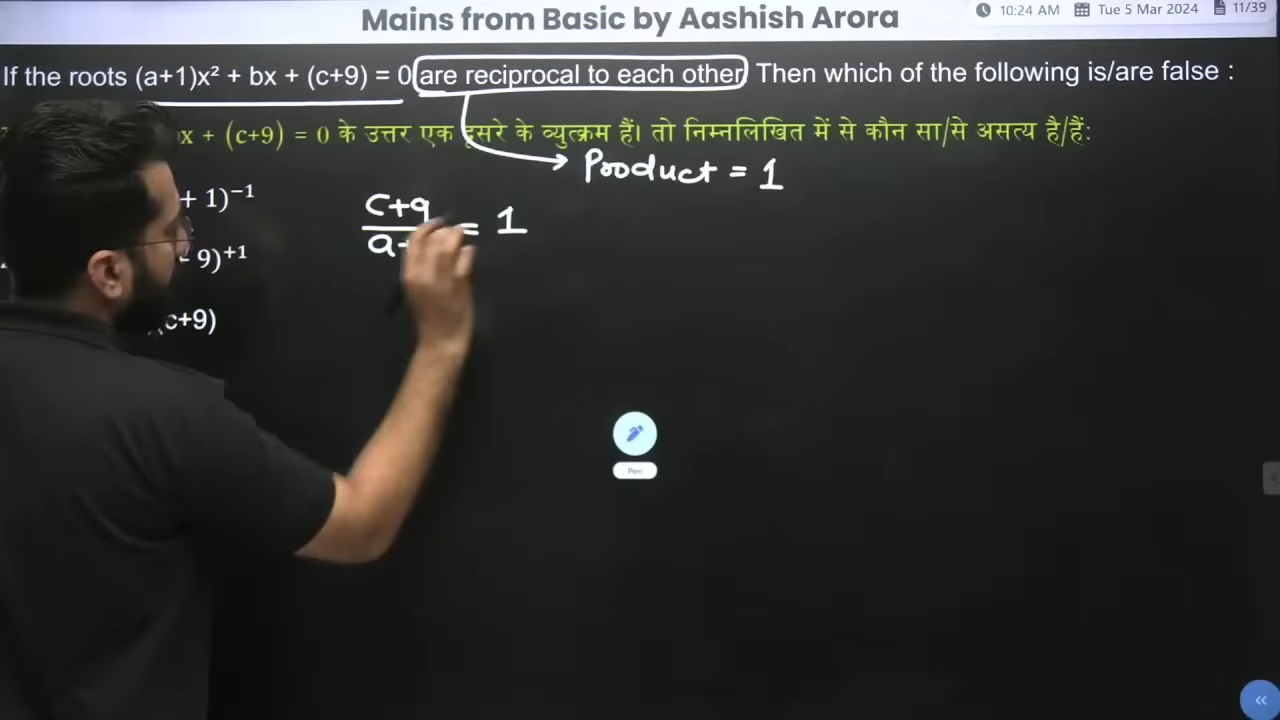 Mains from Basic by Aashish Arora
10:24 AM Tue 5 Mar 2024 11/39
If the roots (a+1)x² + bx + (c+9) = 0 are reciprocal to each other Then which of the following is/are false :
x + (c+9) = 0 के उत्तर एक दूसरे के व्युत्क्रम हैं। तो निम्नलिखित में से कौन सा/से असत्य है/हैं:
Product = 1
+ 1)⁻¹
c+9
= 1
a+
9)⁺¹
c+9)
Pen